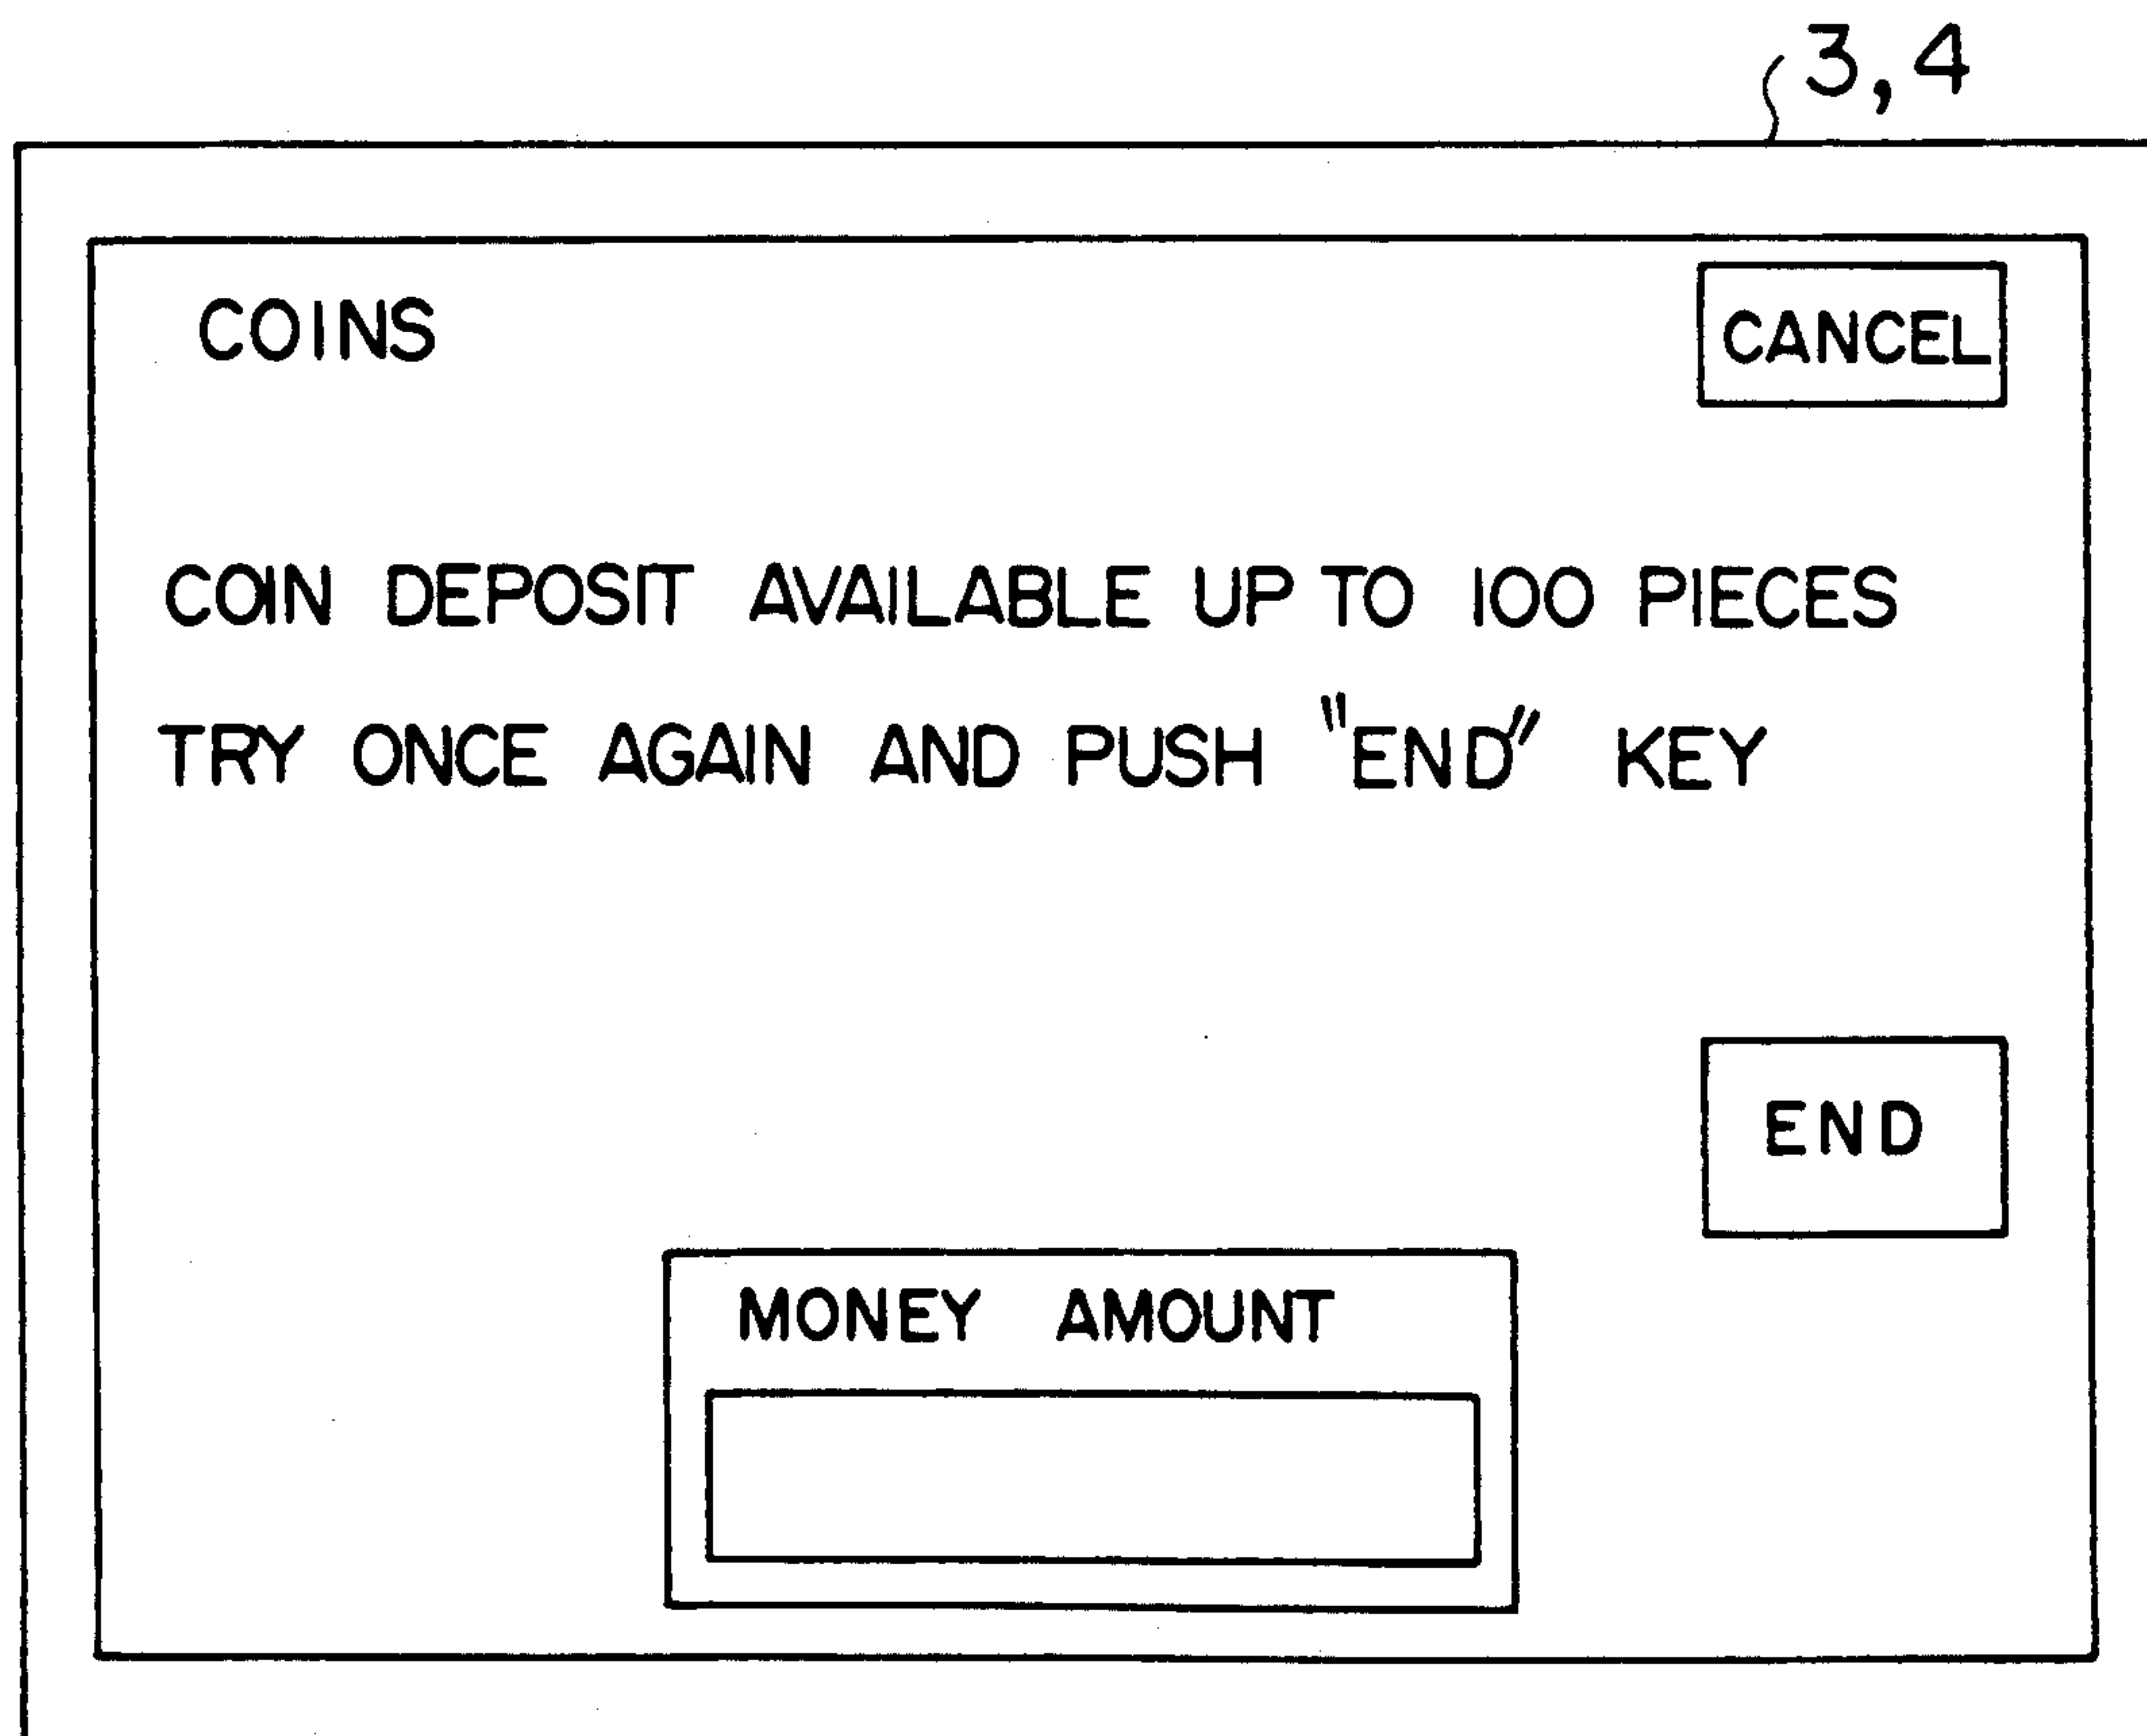 3,4
COINS
CANCEL
COIN DEPOSIT AVAILABLE UP TO 100 PIECES
TRY ONCE AGAIN AND PUSH "END" KEY
END
MONEY AMOUNT